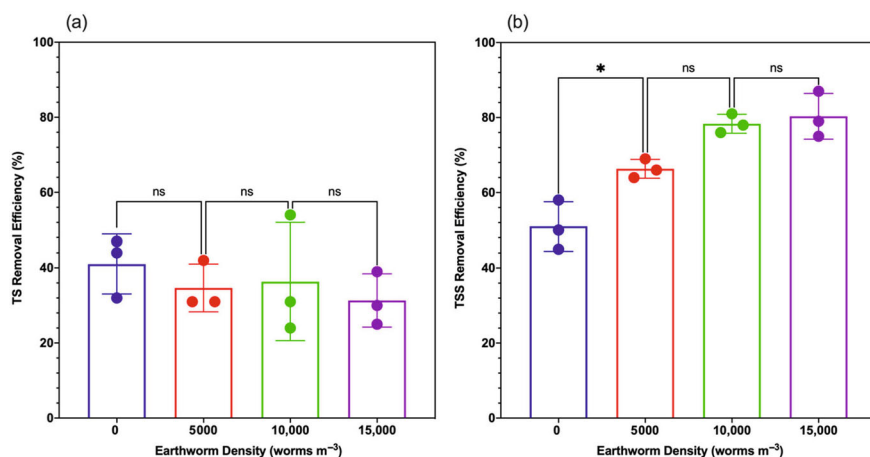 (a)
100
80
60
40
20
0
TS Removal Efficiency (%)
ns
ns
ns
0
5000
10,000
15,000
Earthworm Density (worms m⁻³)
(b)
100
80
60
40
20
0
TSS Removal Efficiency (%)
*
ns
ns
0
5000
10,000
15,000
Earthworm Density (worms m⁻³)